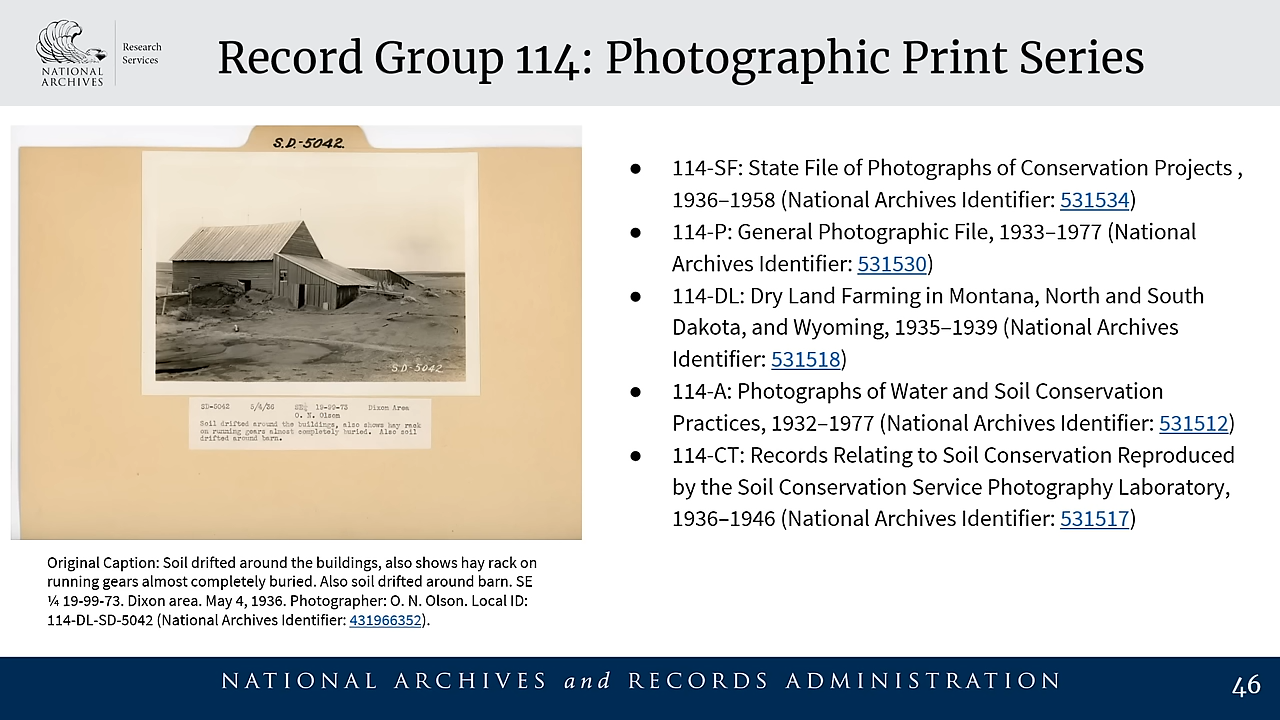 NATIONAL
ARCHIVES
Research
Services
Record Group 114: Photographic Print Series
S.D.-5042.
S D-5042
SD-5042 5/4/36 SE¼ 19-99-73 Dixon Area
O. N. Olson
Soil drifted around the buildings, also shows hay rack
on running gears almost completely buried. Also soil
drifted around barn.
Original Caption: Soil drifted around the buildings, also shows hay rack on
running gears almost completely buried. Also soil drifted around barn. SE
¼ 19-99-73. Dixon area. May 4, 1936. Photographer: O. N. Olson. Local ID:
114-DL-SD-5042 (National Archives Identifier: 431966352).
● 114-SF: State File of Photographs of Conservation Projects ,
1936–1958 (National Archives Identifier: 531534)
● 114-P: General Photographic File, 1933–1977 (National
Archives Identifier: 531530)
● 114-DL: Dry Land Farming in Montana, North and South
Dakota, and Wyoming, 1935–1939 (National Archives
Identifier: 531518)
● 114-A: Photographs of Water and Soil Conservation
Practices, 1932–1977 (National Archives Identifier: 531512)
● 114-CT: Records Relating to Soil Conservation Reproduced
by the Soil Conservation Service Photography Laboratory,
1936–1946 (National Archives Identifier: 531517)
NATIONAL ARCHIVES and RECORDS ADMINISTRATION
46